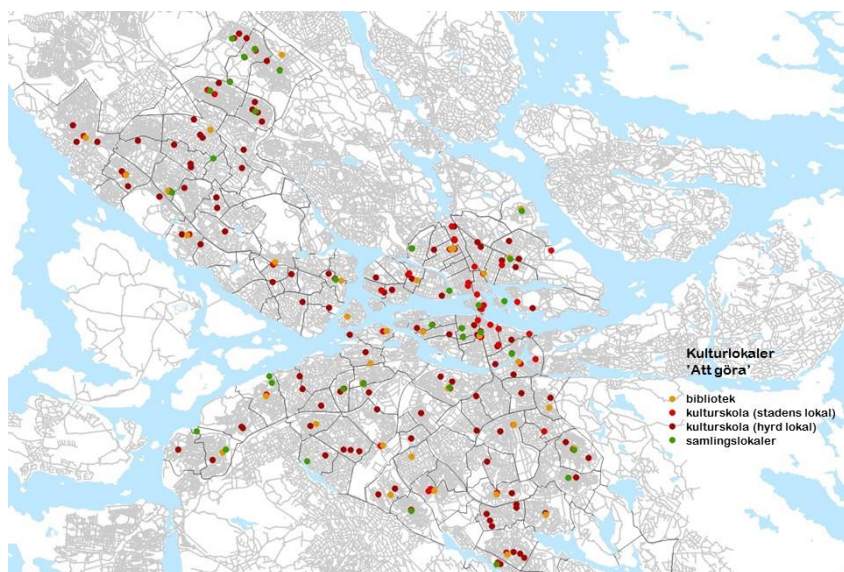 Kulturlokaler
'Att göra'
bibliotek
kulturskola (stadens lokal)
kulturskola (hyrd lokal)
samlingslokaler